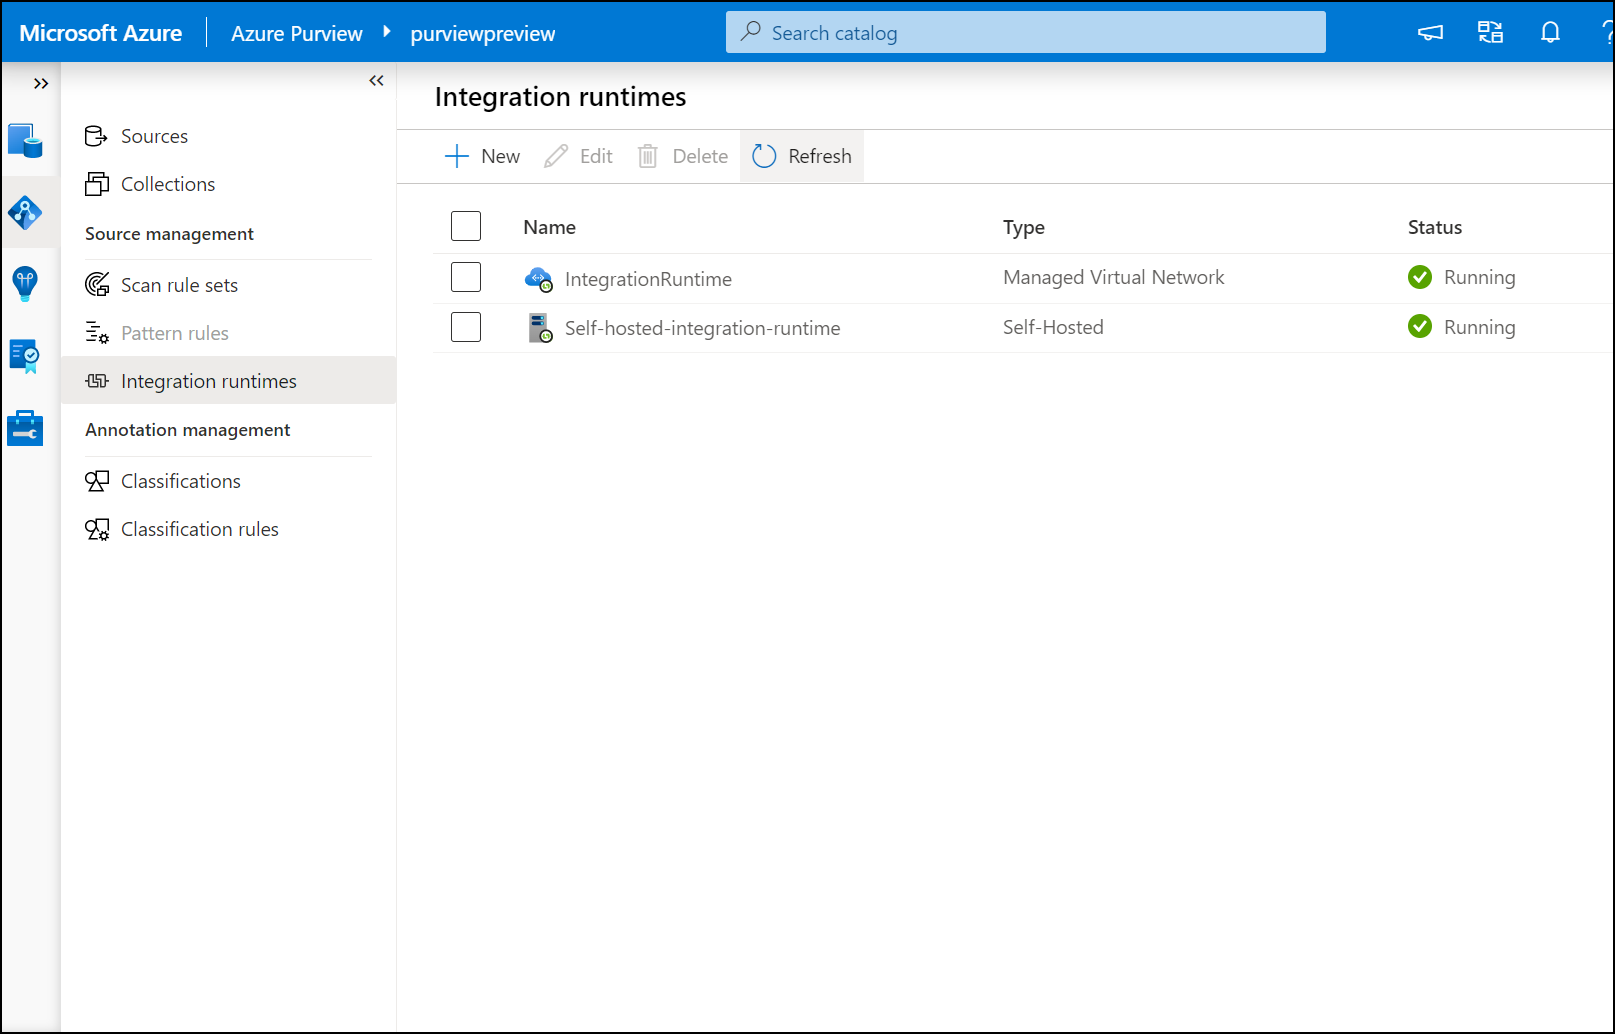 Microsoft Azure
Azure Purview
purviewpreview
Search catalog
?
Sources
Collections
Source management
Scan rule sets
Pattern rules
Integration runtimes
Annotation management
Classifications
Classification rules
Integration runtimes
New Edit Delete Refresh
Name Type Status
IntegrationRuntime Managed Virtual Network Running
Self-hosted-integration-runtime Self-Hosted Running